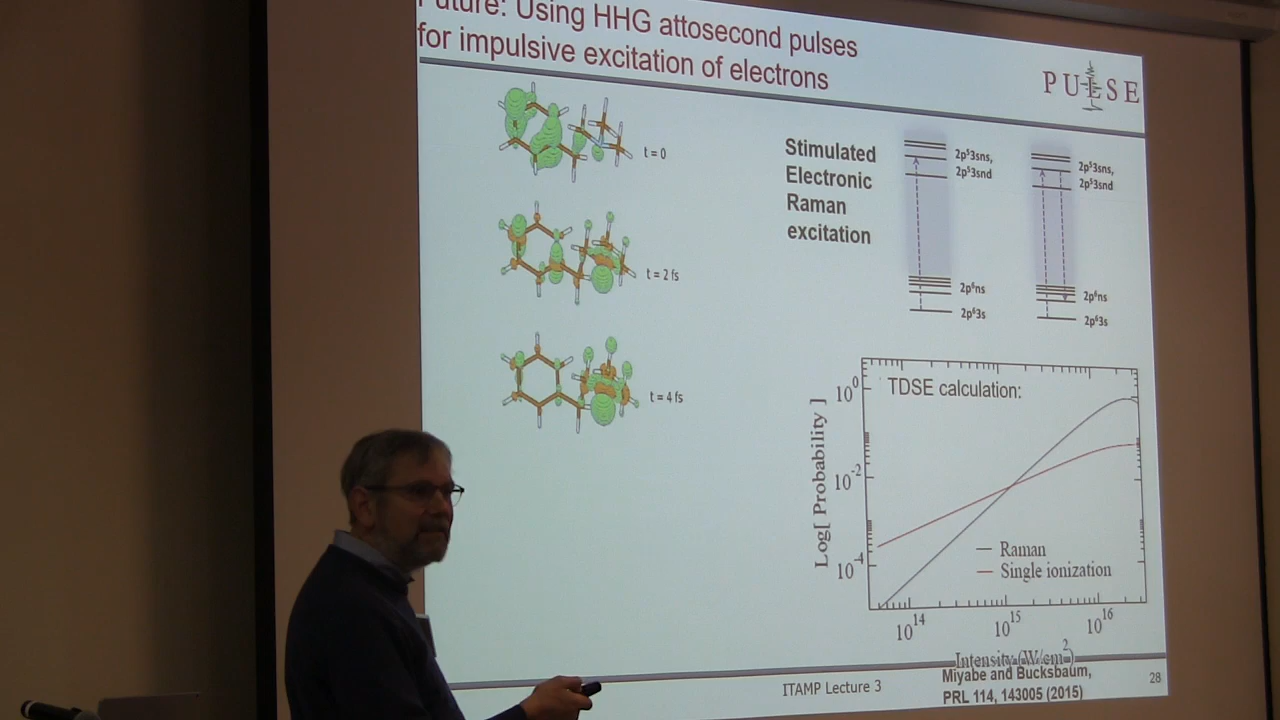 Future: Using HHG attosecond pulses
for impulsive excitation of electrons
PULSE
t = 0
t = 2 fs
t = 4 fs
Stimulated
Electronic
Raman
excitation
2p⁵3sns,
2p⁵3snd
2p⁶ns
2p⁶3s
2p⁵3sns,
2p⁵3snd
2p⁶ns
2p⁶3s
TDSE calculation:
Log[ Probability ]
10⁰
10⁻²
10⁻⁴
Raman
Single ionization
10¹⁴
10¹⁵
10¹⁶
Intensity (W/cm²)
Miyabe and Bucksbaum,
PRL 114, 143005 (2015)
ITAMP Lecture 3
28